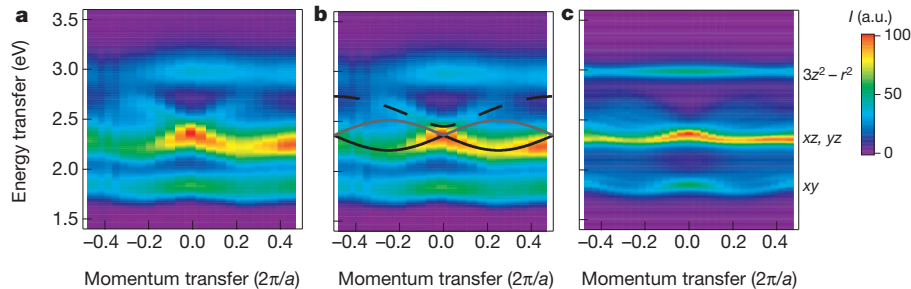 a b c I (a.u.)
3.5 100
3.0 3z² – r²
2.5 50
xz, yz
2.0 0
xy
1.5
Energy transfer (eV)
−0.4 −0.2 0.0 0.2 0.4 −0.4 −0.2 0.0 0.2 0.4 −0.4 −0.2 0.0 0.2 0.4
Momentum transfer (2π/a) Momentum transfer (2π/a) Momentum transfer (2π/a)